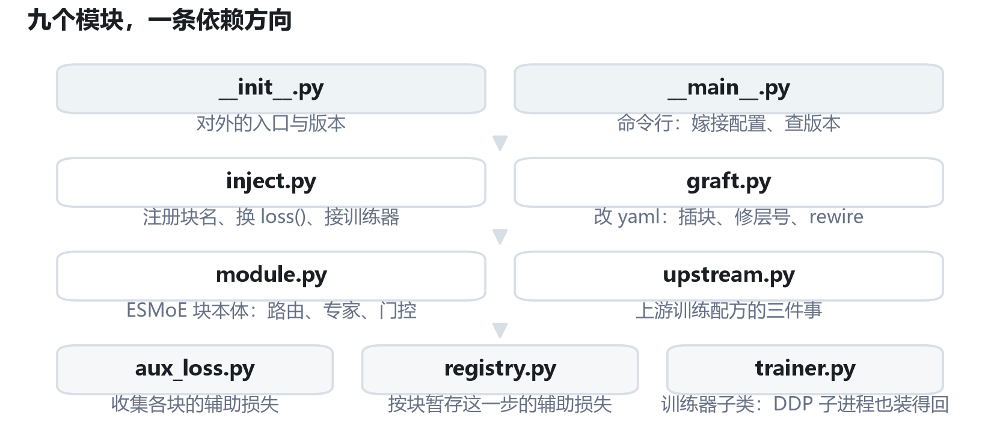 九个模块，一条依赖方向
__init__.py
__main__.py
对外的入口与版本
命令行：嫁接配置、查版本
inject.py
graft.py
注册块名、换 loss()、接训练器
改 yaml：插块、修层号、rewire
module.py
upstream.py
ESMoE 块本体：路由、专家、门控
上游训练配方的三件事
aux_loss.py
registry.py
trainer.py
收集各块的辅助损失
按块暂存这一步的辅助损失
训练器子类：DDP 子进程也装得回